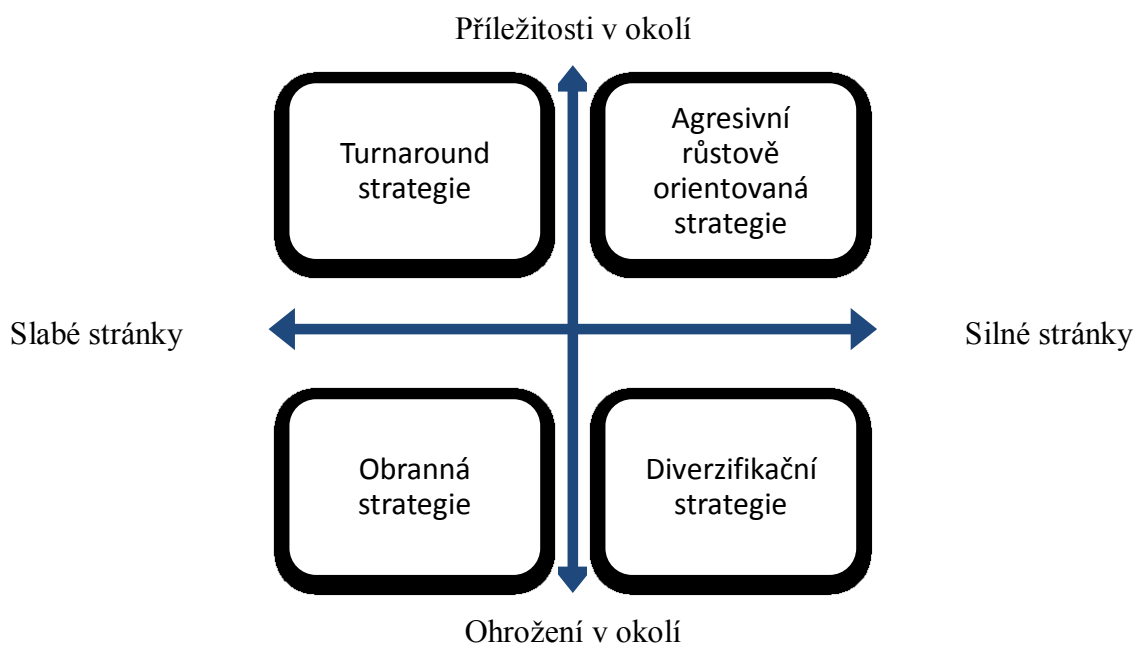 Příležitosti v okolí
Turnaround
strategie
Agresivní
růstově
orientovaná
strategie
Slabé stránky
Silné stránky
Obranná
strategie
Diverzifikační
strategie
Ohrožení v okolí